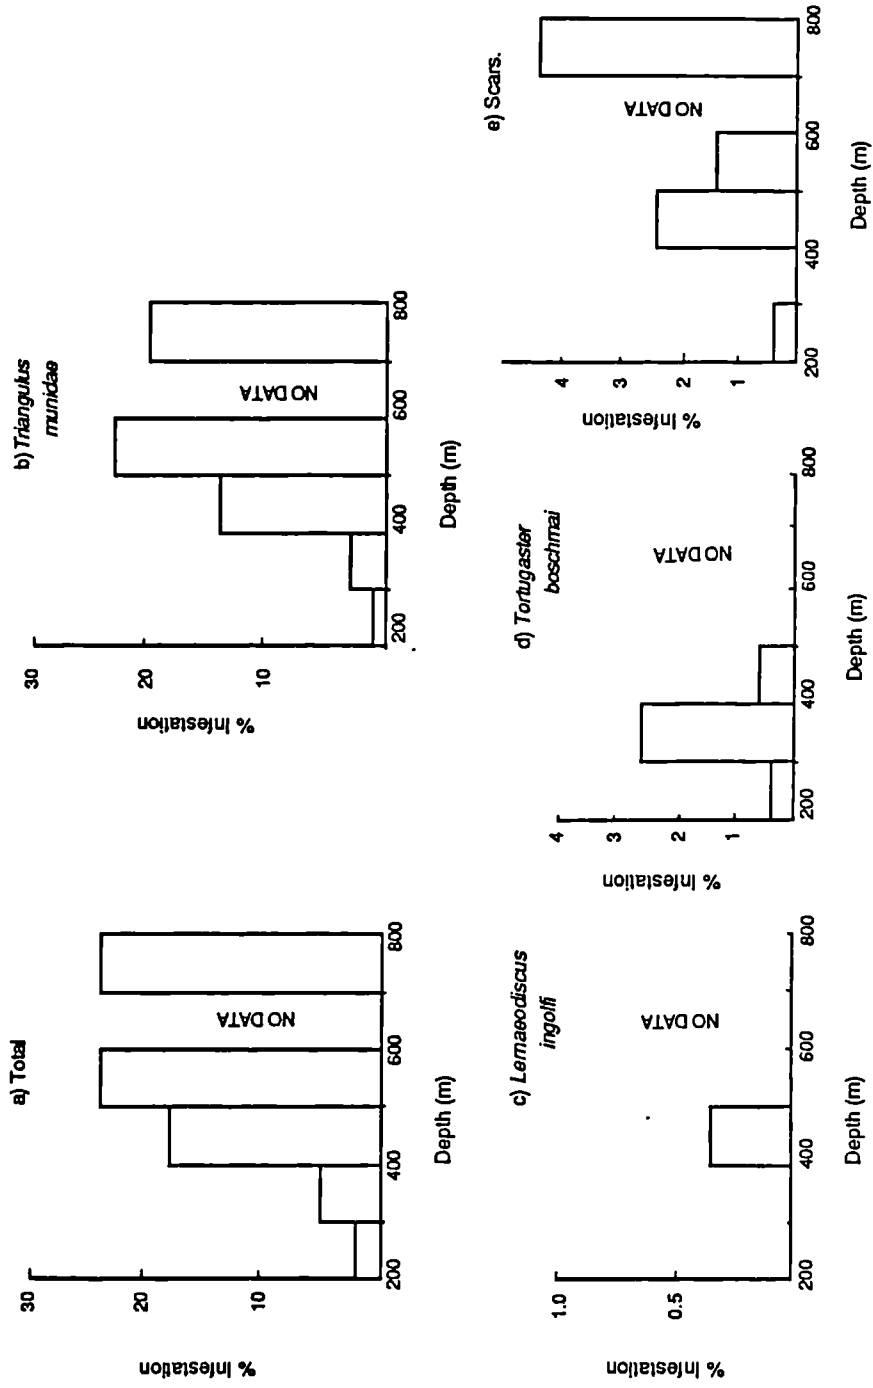 a) Total
% Infestation
30
20
10
NO DATA
200
400
600
800
Depth (m)
b) Triangulus
munidae
% Infestation
30
20
10
NO DATA
200
400
600
800
Depth (m)
c) Lernaeodiscus
ingolfi
% Infestation
1.0
0.5
NO DATA
200
400
600
800
Depth (m)
d) Tortugaster
boschmai
% Infestation
4
3
2
1
NO DATA
200
400
600
800
Depth (m)
e) Scars.
% Infestation
4
3
2
1
NO DATA
200
400
600
800
Depth (m)